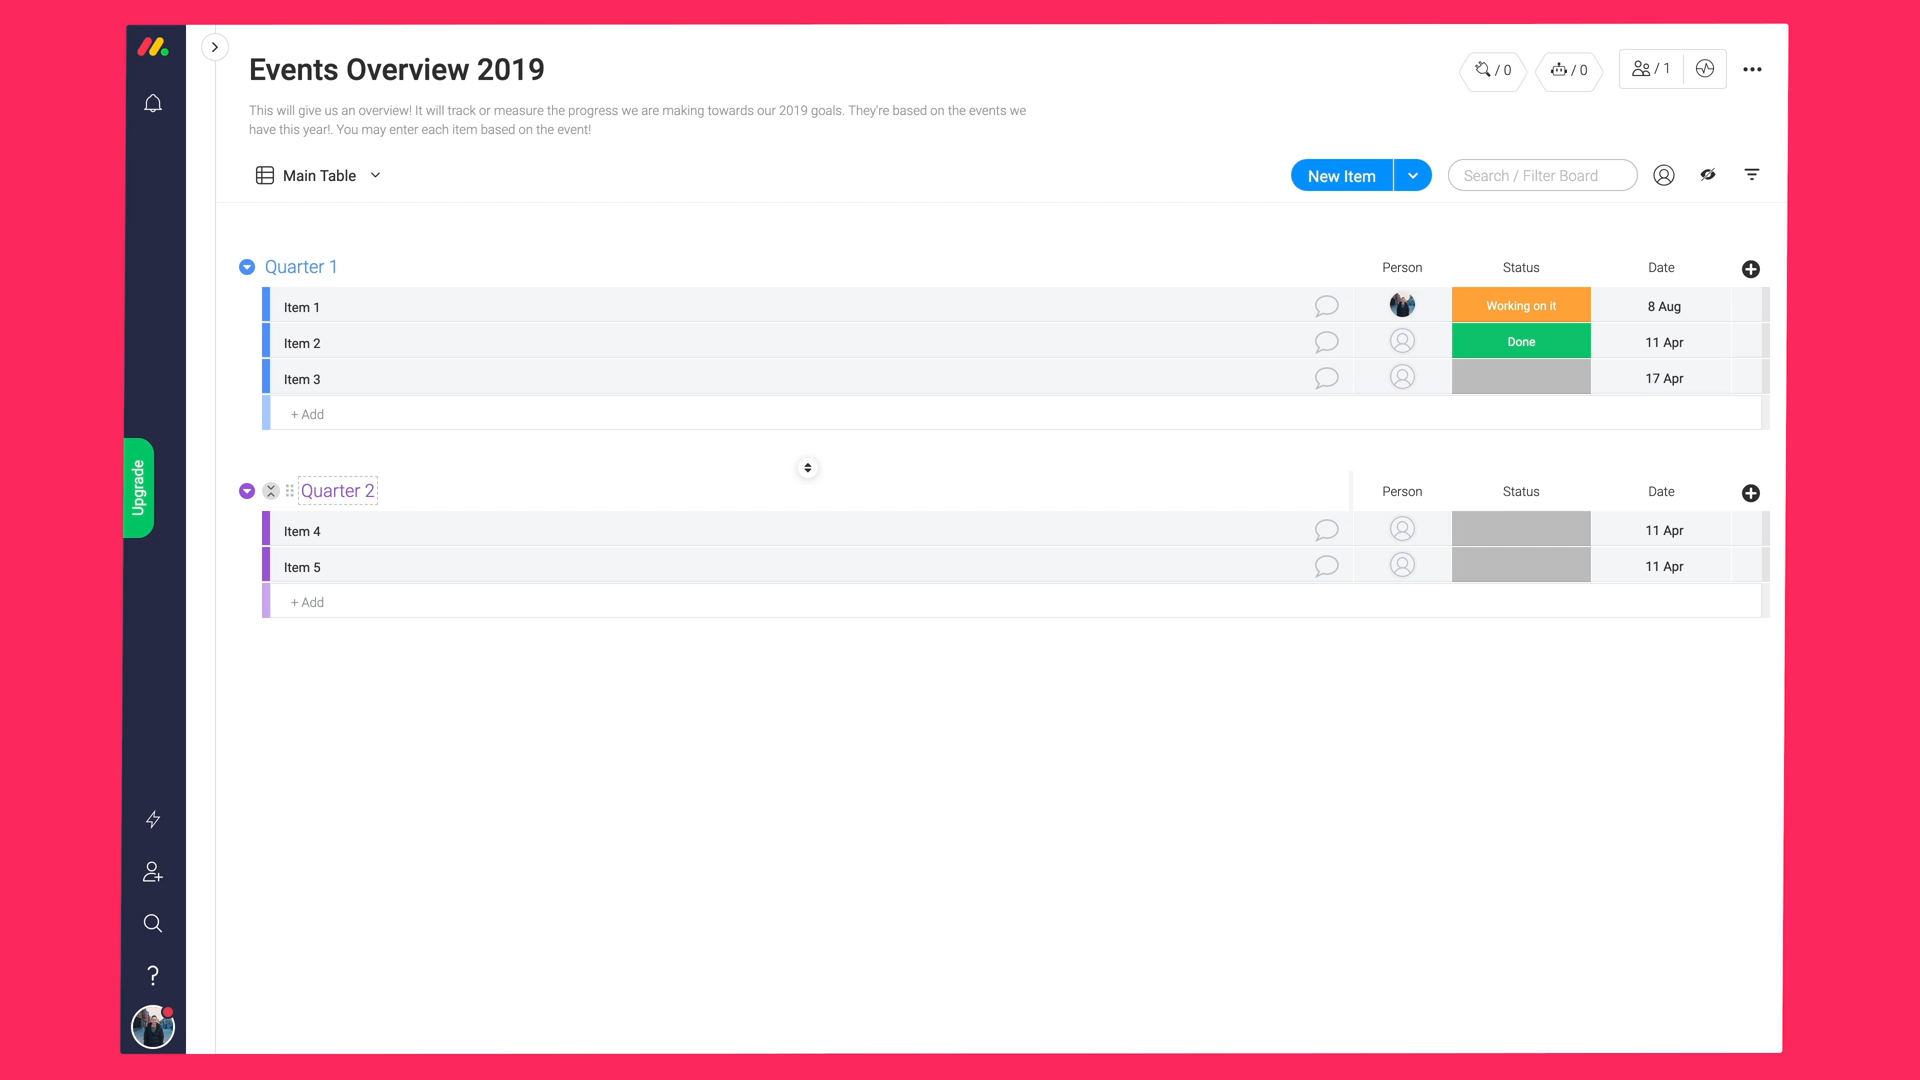 Events Overview 2019
/ 0
/ 0
/ 1
This will give us an overview! It will track or measure the progress we are making towards our 2019 goals. They're based on the events we
have this year!. You may enter each item based on the event!
Main Table
New Item
Search / Filter Board
Quarter 1
Person
Status
Date
Item 1
Working on it
8 Aug
Item 2
Done
11 Apr
Item 3
17 Apr
+ Add
Upgrade
Quarter 2
Person
Status
Date
Item 4
11 Apr
Item 5
11 Apr
+ Add